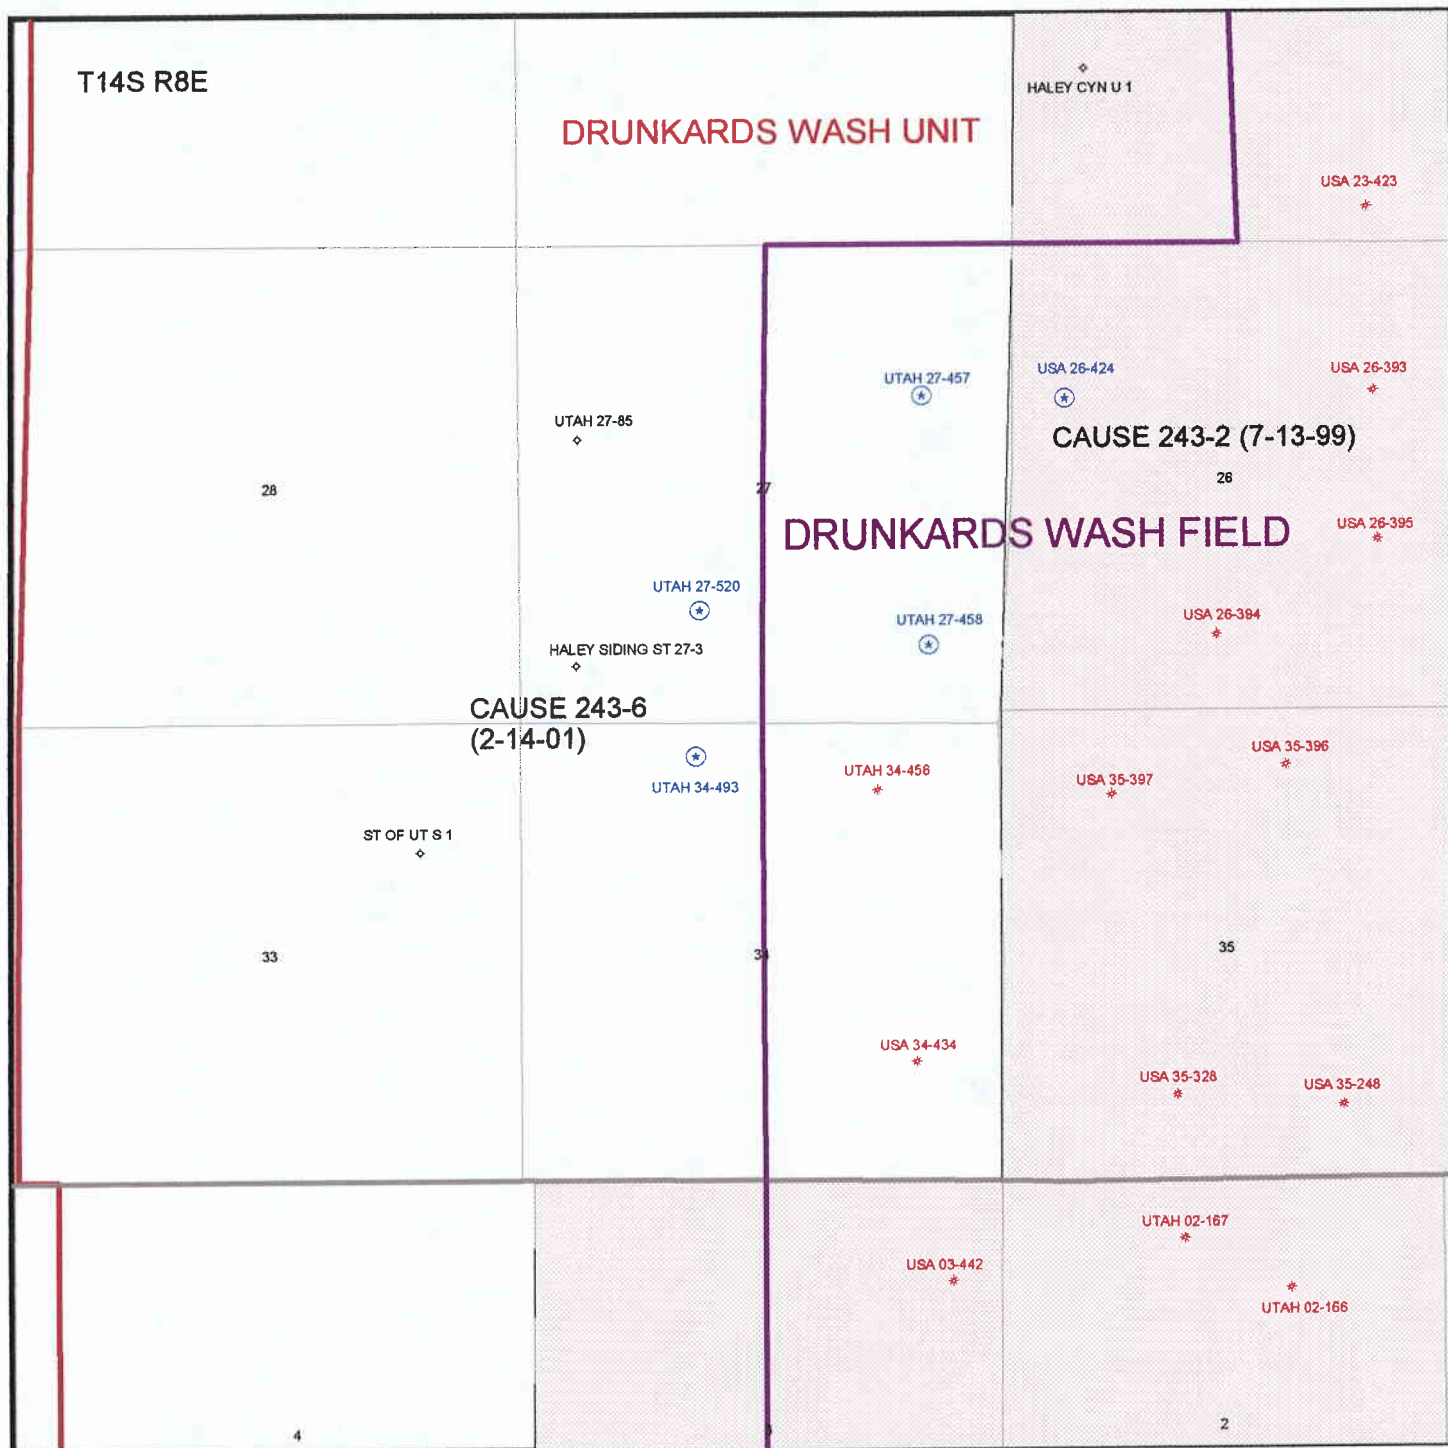 T14S R8E
HALEY CYN U 1
DRUNKARDS WASH UNIT
USA 23-423
UTAH 27-457
USA 26-424
USA 26-393
UTAH 27-85
CAUSE 243-2 (7-13-99)
28
27
26
DRUNKARDS WASH FIELD
USA 26-395
UTAH 27-520
UTAH 27-458
USA 26-394
HALEY SIDING ST 27-3
CAUSE 243-6
(2-14-01)
USA 35-396
UTAH 34-456
USA 35-397
UTAH 34-493
ST OF UT S 1
33
34
35
USA 34-434
USA 35-328
USA 35-248
UTAH 02-167
USA 03-442
UTAH 02-166
4
3
2